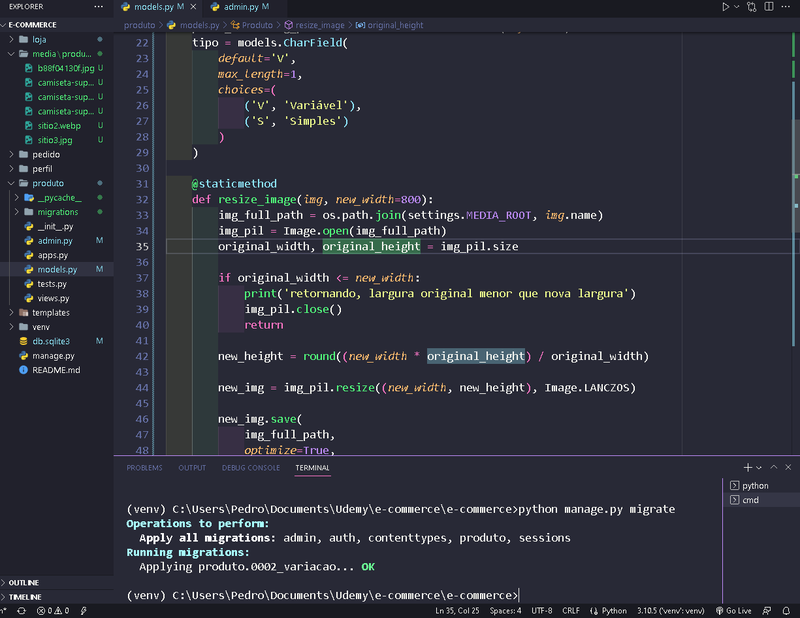 EXPLORER
models.py M
admin.py M
E-COMMERCE
produto > models.py > Produto > resize_image > original_height
loja
media\produ...
b88f04130f.jpg U
camiseta-sup... U
camiseta-sup... U
camiseta-sup... U
sitio2.webp U
sitio3.jpg U
pedido
perfil
produto
__pycache__
migrations
__init__.py
admin.py M
apps.py
models.py M
tests.py
views.py
templates
venv
db.sqlite3 M
manage.py
README.md
OUTLINE
TIMELINE
22 tipo = models.CharField(
23 default='V',
24 max_length=1,
25 choices=(
26 ('V', 'Variável'),
27 ('S', 'Simples')
28 )
29 )
30
31 @staticmethod
32 def resize_image(img, new_width=800):
33 img_full_path = os.path.join(settings.MEDIA_ROOT, img.name)
34 img_pil = Image.open(img_full_path)
35 original_width, original_height = img_pil.size
36
37 if original_width <= new_width:
38 print('retornando, largura original menor que nova largura')
39 img_pil.close()
40 return
41
42 new_height = round((new_width * original_height) / original_width)
43
44 new_img = img_pil.resize((new_width, new_height), Image.LANCZOS)
45
46 new_img.save(
47 img_full_path,
48 optimize=True,
PROBLEMS OUTPUT DEBUG CONSOLE TERMINAL
python
cmd
(venv) C:\Users\Pedro\Documents\Udemy\e-commerce\e-commerce>python manage.py migrate
Operations to perform:
Apply all migrations: admin, auth, contenttypes, produto, sessions
Running migrations:
Applying produto.0002_variacao... OK
(venv) C:\Users\Pedro\Documents\Udemy\e-commerce\e-commerce>
0 0 Ln 35, Col 25 Spaces: 4 UTF-8 CRLF Python 3.10.5 ('venv': venv) Go Live